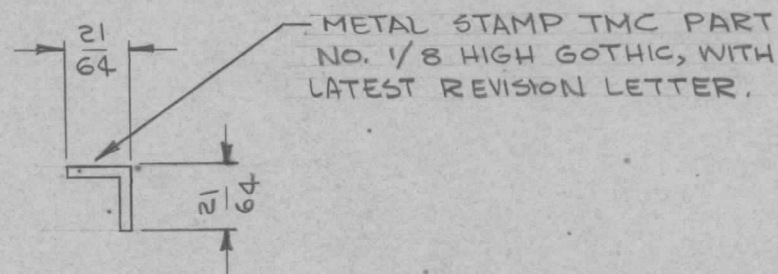 21
64
METAL STAMP TMC PART
NO. 1/8 HIGH GOTHIC, WITH
LATEST REVISION LETTER.
21
64